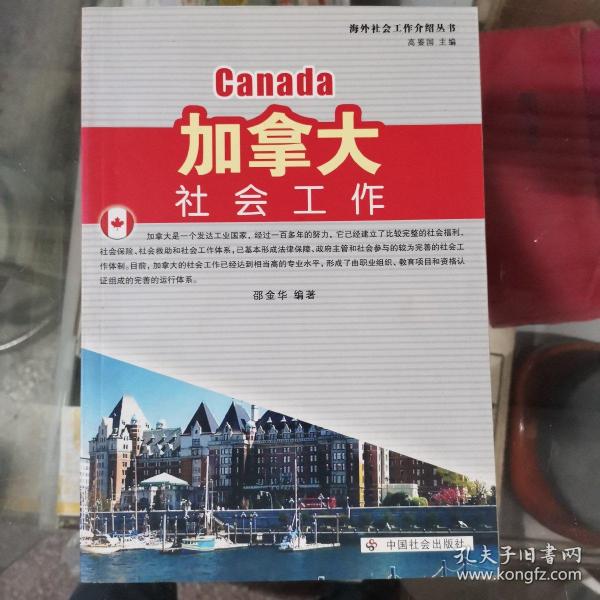 海外社会工作介绍丛书
高鉴国 主编
Canada
加拿大
社会工作
加拿大是一个发达工业国家，经过一百多年的努力，它已经建立了比较完整的社会福利、
社会保险、社会救助和社会工作体系，已基本形成法律保障、政府主管和社会参与的较为完善的社会工
作体制。目前，加拿大的社会工作已经达到相当高的专业水平，形成了由职业组织、教育项目和资格认
证组成的完善的运行体系。
邵金华 编著
中国社会出版社
孔夫子旧书网
www.kongfz.com